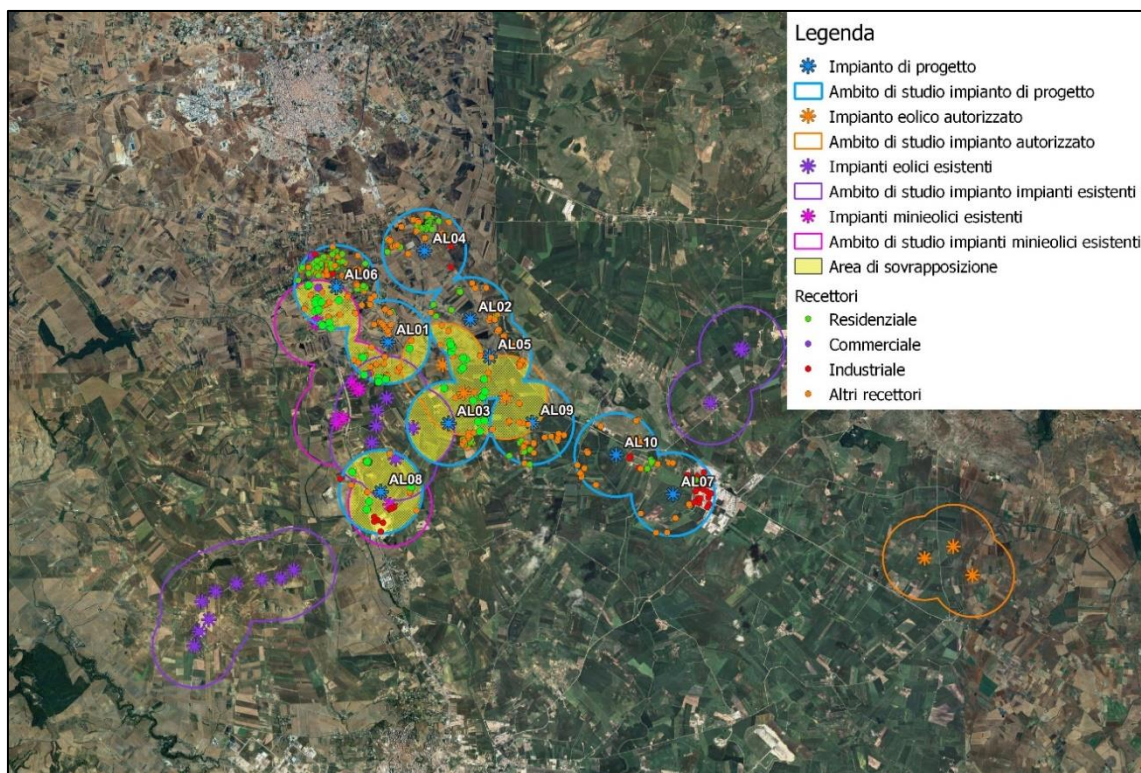 Legenda
Impianto di progetto
Ambito di studio impianto di progetto
Impianto eolico autorizzato
Ambito di studio impianto autorizzato
Impianti eolici esistenti
Ambito di studio impianto impianti esistenti
Impianti minieolici esistenti
Ambito di studio impianti minieolici esistenti
Area di sovrapposizione
Recettori
Residenziale
Commerciale
Industriale
Altri recettori
AL04
AL06
AL02
AL01
AL05
AL03
AL09
AL10
AL08
AL07